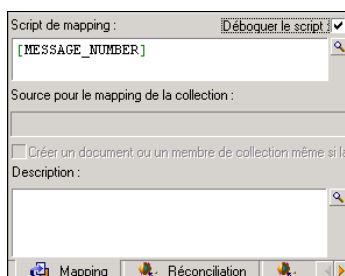 Script de mapping :
Déboguer le script :
[MESSAGE_NUMBER]
Source pour le mapping de la collection :
Créer un document ou un membre de collection même si la
Description :
Mapping
Réconciliation